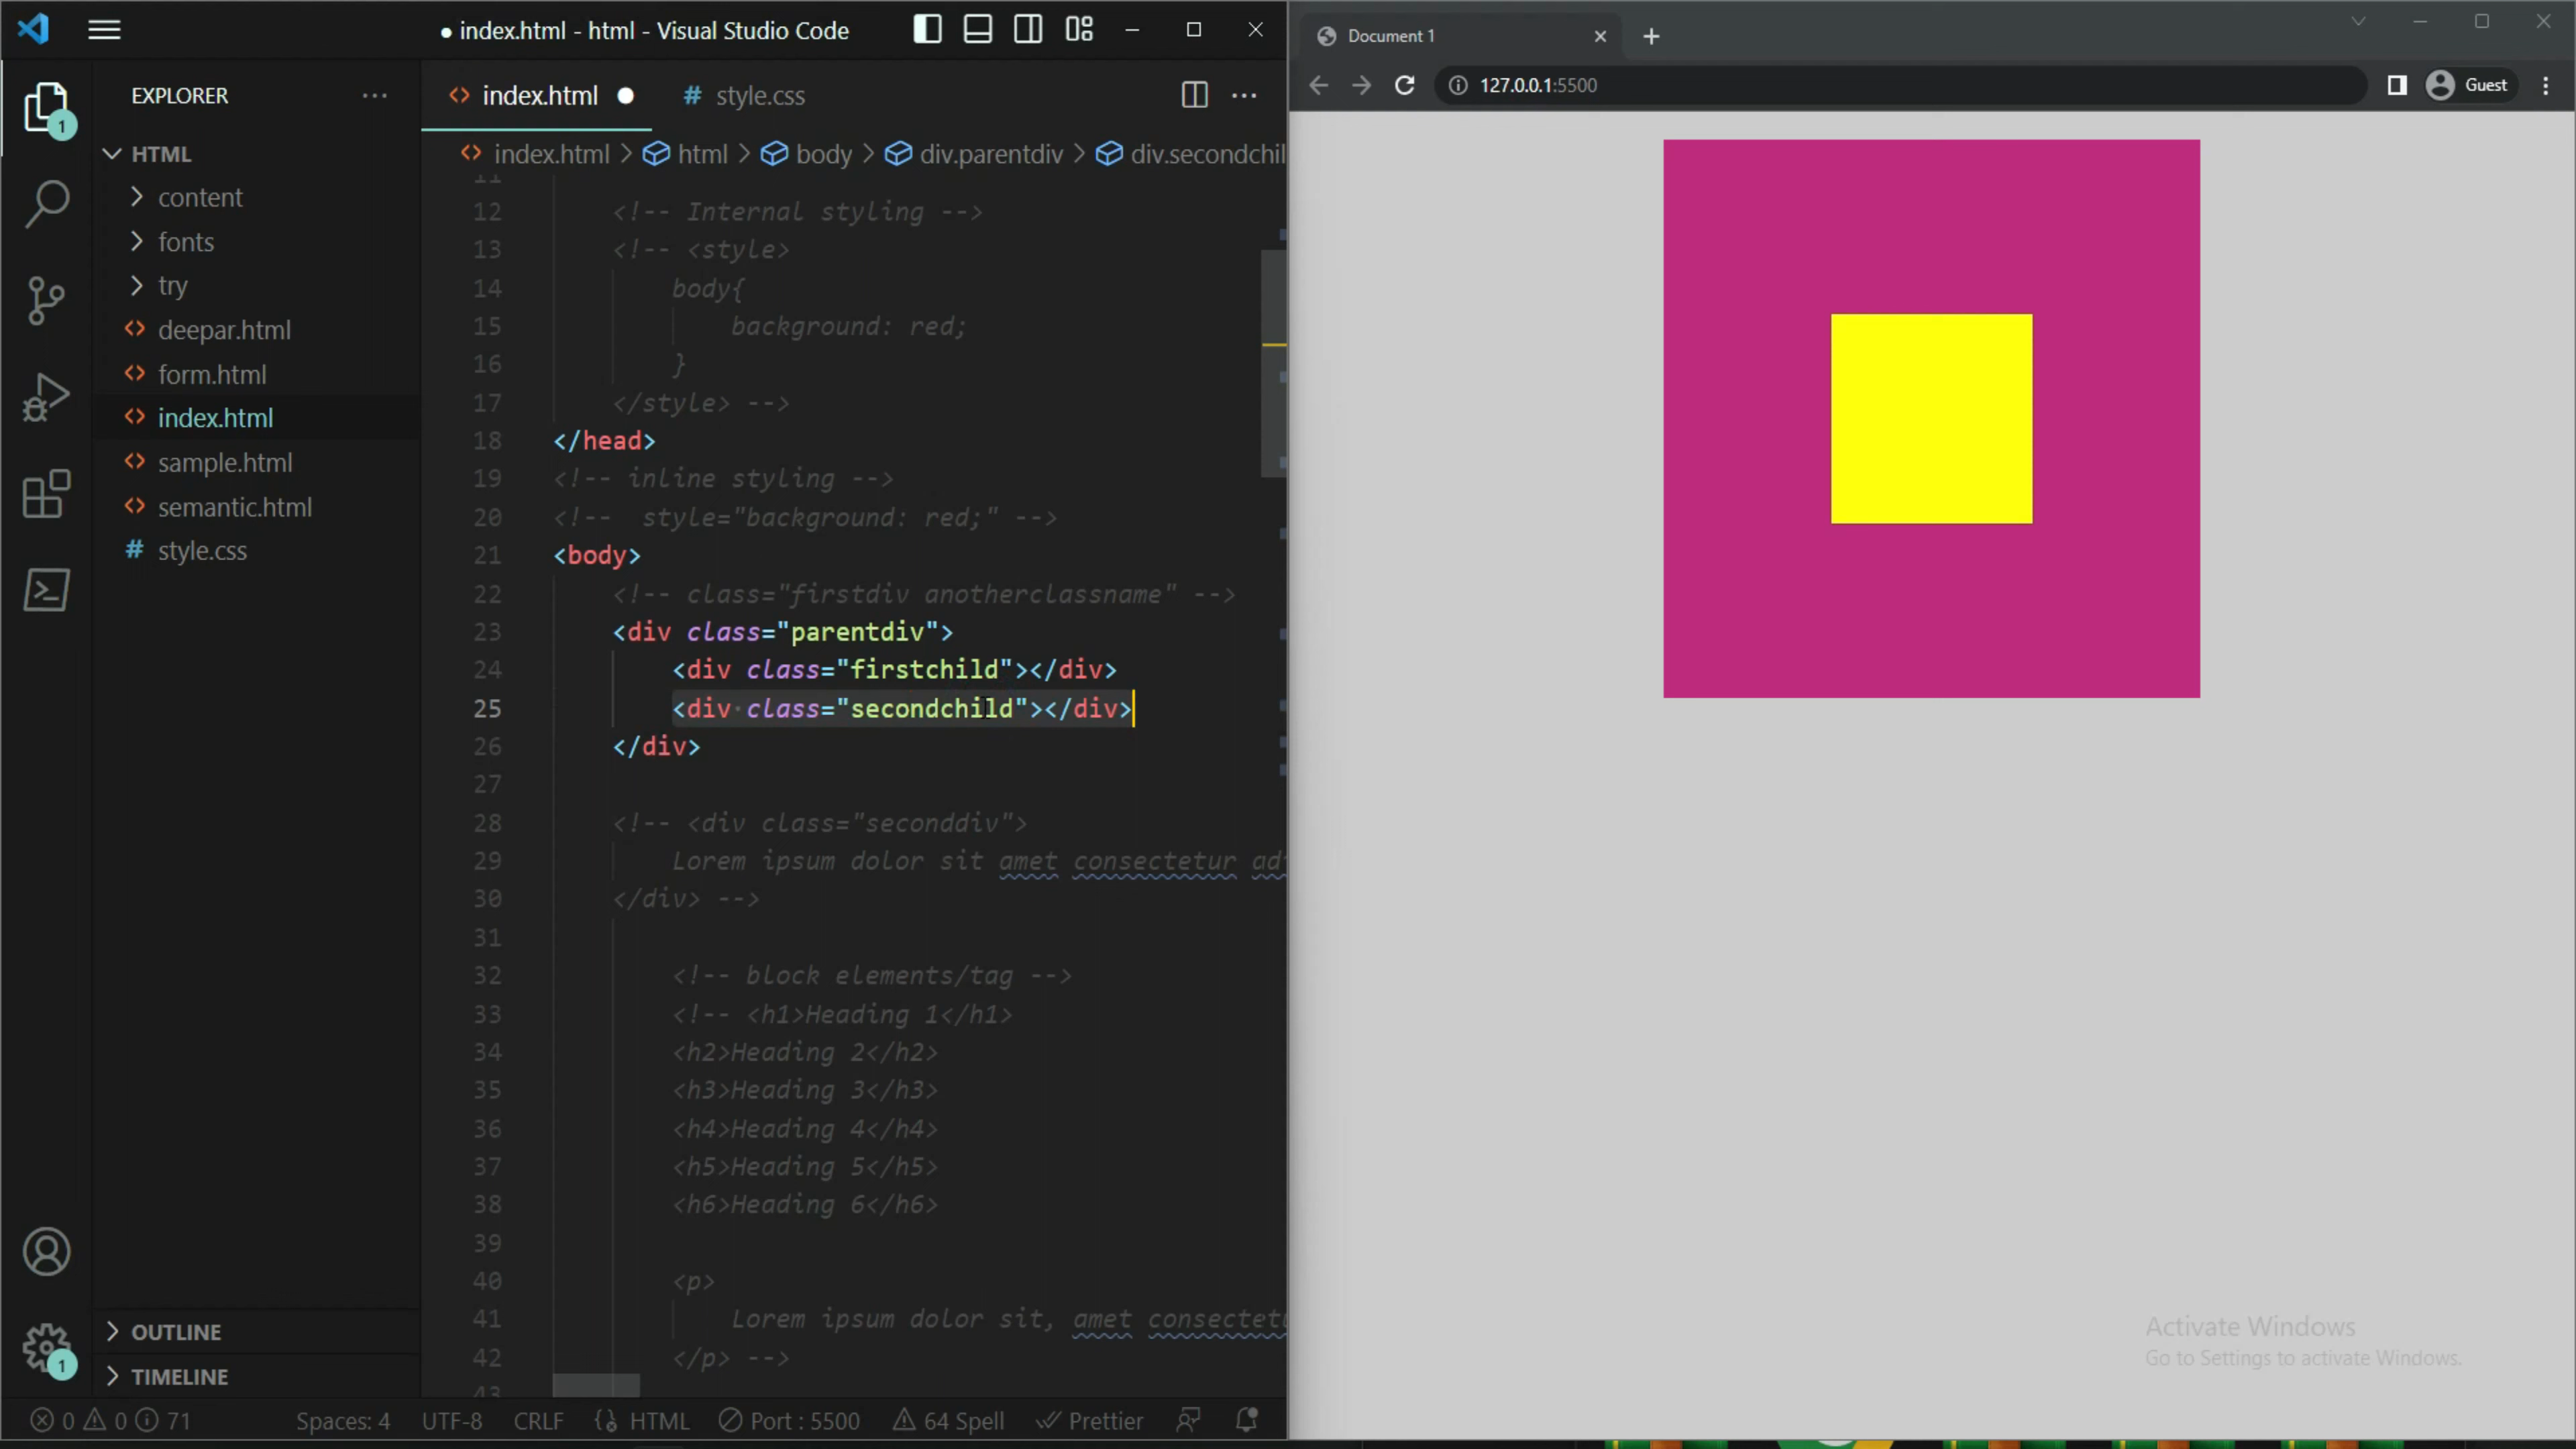 ● index.html - html - Visual Studio Code
EXPLORER
1
HTML
content
fonts
try
deepar.html
form.html
index.html
sample.html
semantic.html
# style.css
OUTLINE
TIMELINE
1
index.html
# style.css
index.html > html > body > div.parentdiv > div.secondchil
11
12 <!-- Internal styling -->
13 <!-- <style>
14 body{
15 background: red;
16 }
17 </style> -->
18 </head>
19 <!-- inline styling -->
20 <!--  style="background: red;" -->
21 <body>
22 <!-- class="firstdiv anotherclassname" -->
23 <div class="parentdiv">
24 <div class="firstchild"></div>
25 <div class="secondchild"></div>
26 </div>
27
28 <!-- <div class="seconddiv">
29 Lorem ipsum dolor sit amet consectetur adi
30 </div> -->
31
32 <!-- block elements/tag -->
33 <!-- <h1>Heading 1</h1>
34 <h2>Heading 2</h2>
35 <h3>Heading 3</h3>
36 <h4>Heading 4</h4>
37 <h5>Heading 5</h5>
38 <h6>Heading 6</h6>
39
40 <p>
41 Lorem ipsum dolor sit, amet consectetu
42 </p> -->
43
0 0 71 Spaces: 4 UTF-8 CRLF HTML Port : 5500 64 Spell Prettier
Document 1
127.0.0.1:5500
Guest
Activate Windows
Go to Settings to activate Windows.